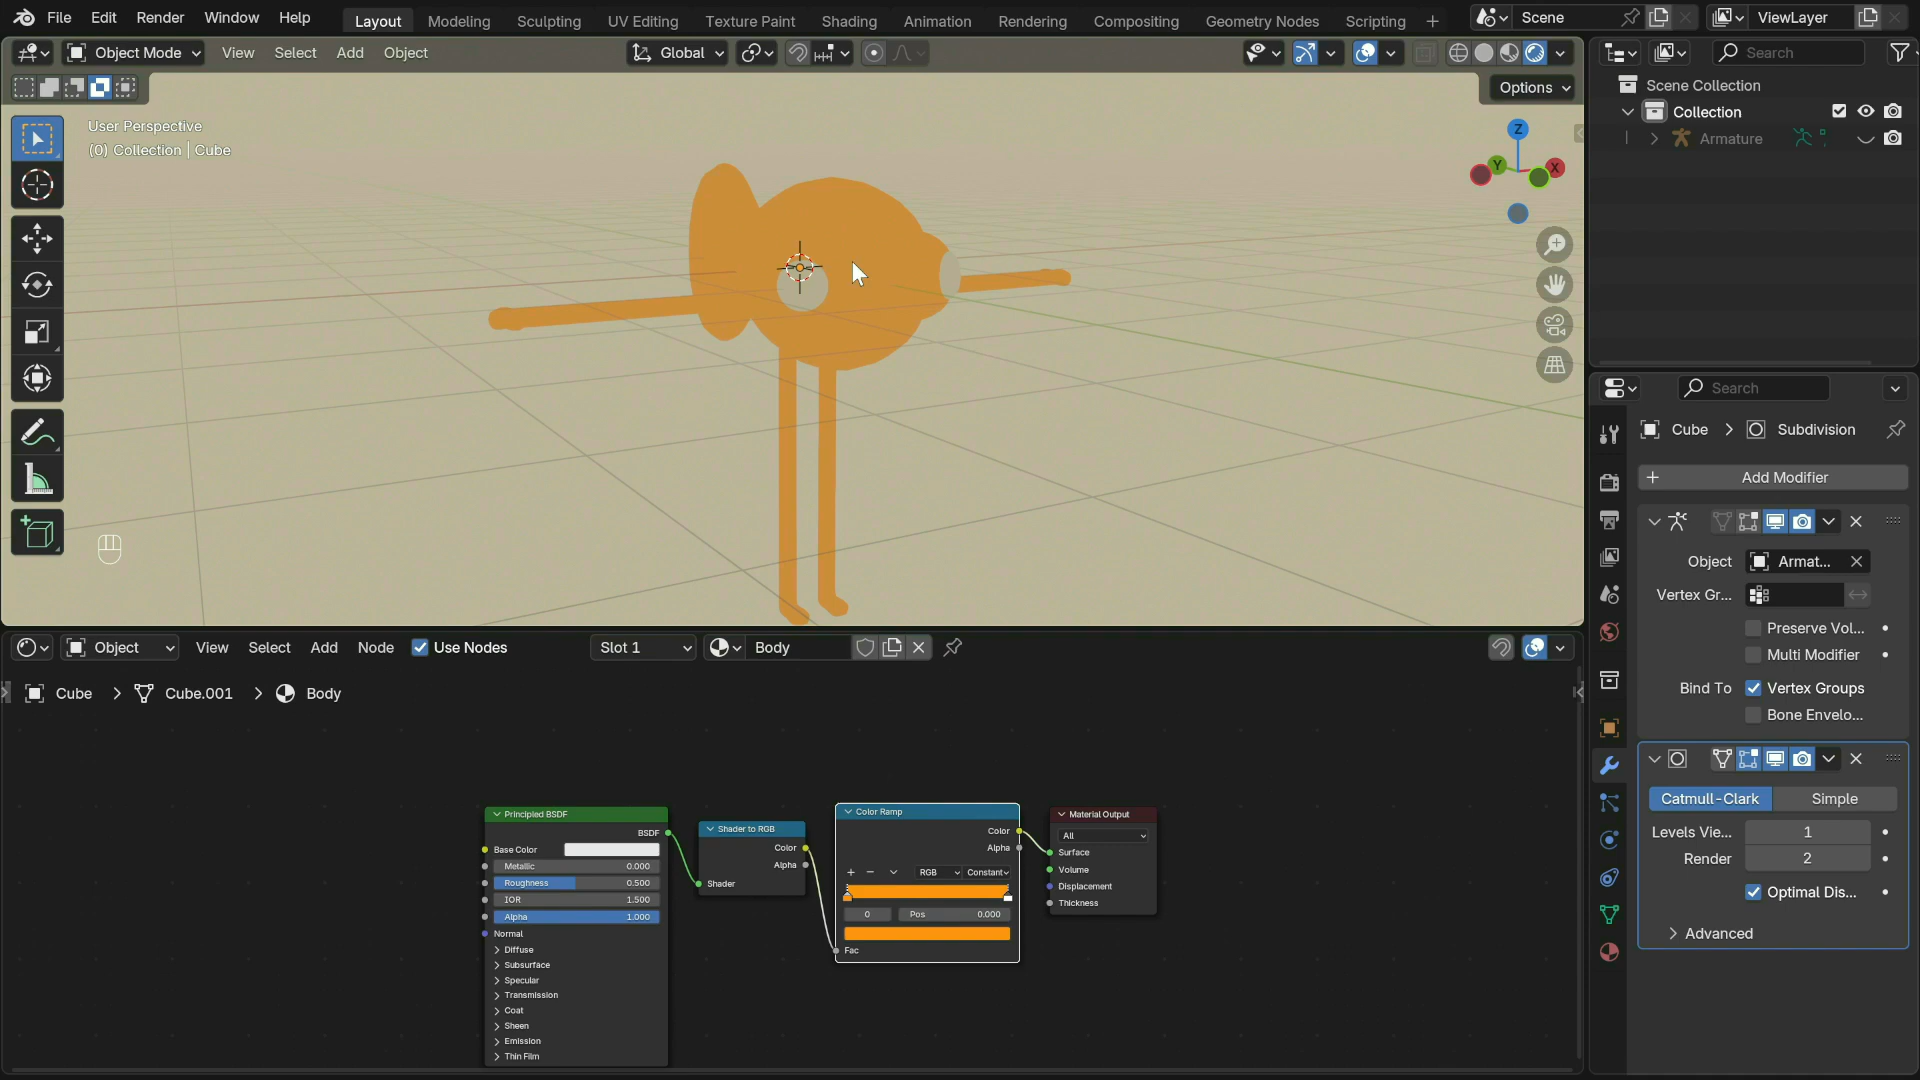 File Edit Render Window Help Layout Modeling Sculpting UV Editing Texture Paint Shading Animation Rendering Compositing Geometry Nodes Scripting + Scene ViewLayer
Object Mode View Select Add Object Global Search
Options
User Perspective
(0) Collection | Cube
Z
Y X
Scene Collection
Collection
Armature
Search
Cube > Subdivision
+ Add Modifier
Object Armat...
Vertex Gr...
Preserve Vol...
Multi Modifier
Bind To Vertex Groups
Bone Envelo...
Catmull-Clark Simple
Levels Vie... 1
Render 2
Optimal Dis...
Advanced
Object View Select Add Node Use Nodes Slot 1 Body
Cube > Cube.001 > Body
Principled BSDF
BSDF
Base Color
Metallic 0.000
Roughness 0.500
IOR 1.500
Alpha 1.000
Normal
Diffuse
Subsurface
Specular
Transmission
Coat
Sheen
Emission
Thin Film
Shader to RGB
Color
Alpha
Shader
Color Ramp
Color
Alpha
RGB Constant
0 Pos 0.000
Fac
Material Output
All
Surface
Volume
Displacement
Thickness